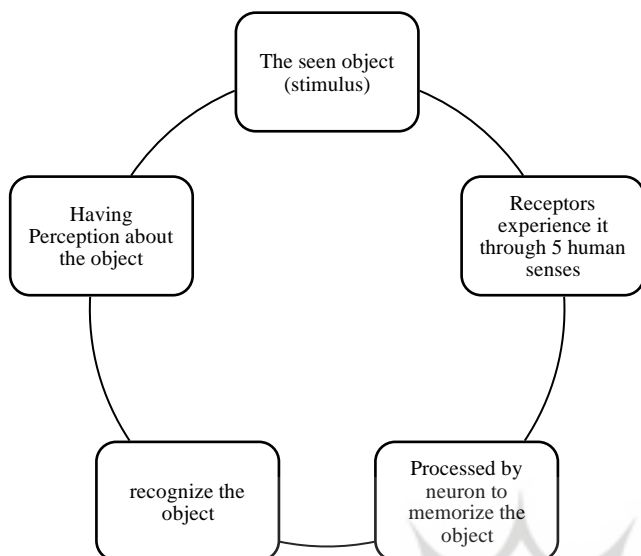 The seen object
(stimulus)
Receptors
experience it
through 5 human
senses
Processed by
neuron to
memorize the
object
recognize the
object
Having
Perception about
the object